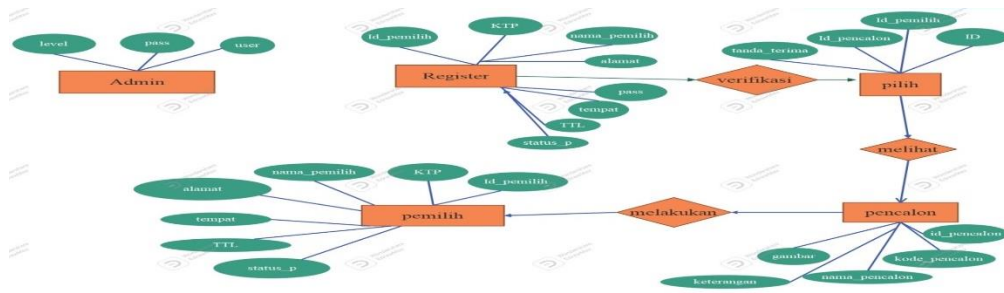 level
pass
user
Admin
Id_pemilih
KTP
nama_pemilih
alamat
Register
pass
tempat
TTL
status_p
verifikasi
tanda_terima
Id_pencalon
Id_pemilih
ID
pilih
melihat
alamat
nama_pemilih
KTP
Id_pemilih
tempat
TTL
status_p
pemilih
melakukan
pencalon
id_pencalon
kode_pencalon
gambar
nama_pencalon
keterangan